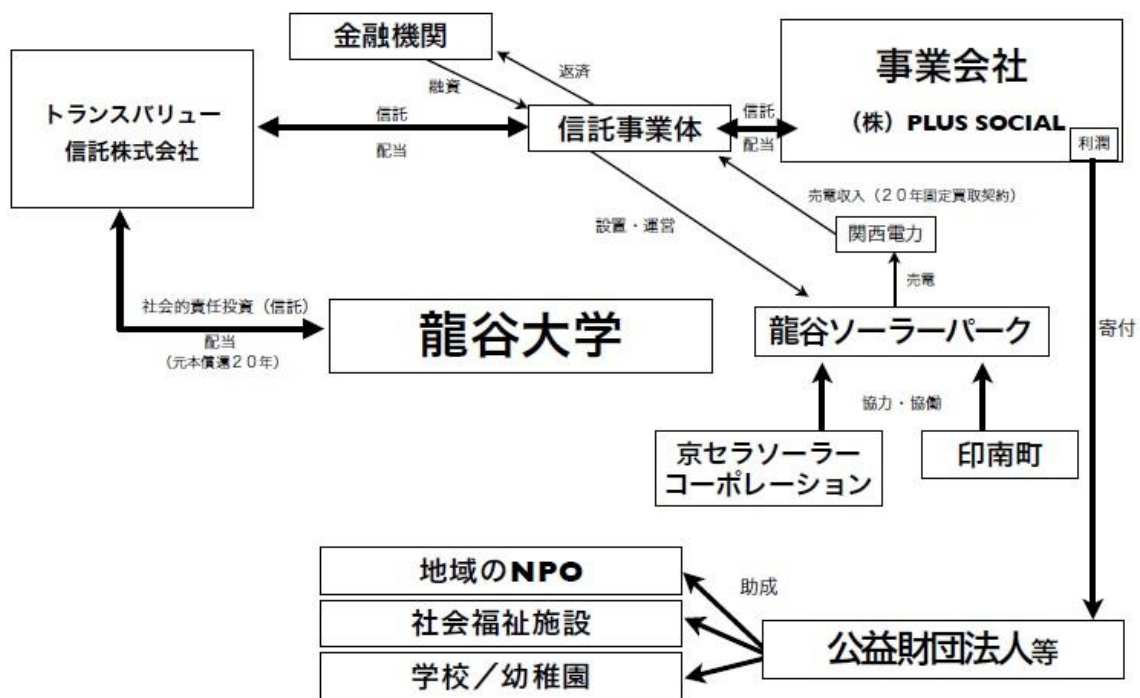 金融機関
事業会社
（株）PLUS SOCIAL
利潤
トランスバリュー
信託株式会社
融資
返済
信託
配当
信託事業体
信託
配当
売電収入（２０年固定買取契約）
設置・運営
関西電力
売電
社会的責任投資（信託）
配当
（元本償還２０年）
龍谷大学
龍谷ソーラーパーク
寄付
協力・協働
京セラソーラー
コーポレーション
印南町
地域のNPO
助成
社会福祉施設
公益財団法人等
学校／幼稚園